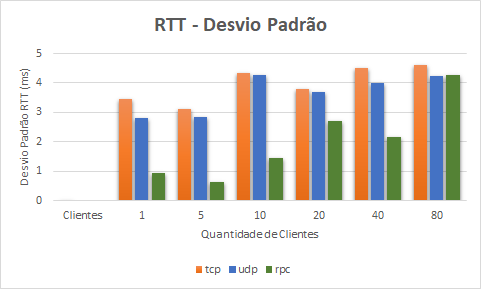 RTT - Desvio Padrão
Desvio Padrão RTT (ms)
5
4
3
2
1
0
Clientes 1 5 10 20 40 80
Quantidade de Clientes
tcp udp rpc